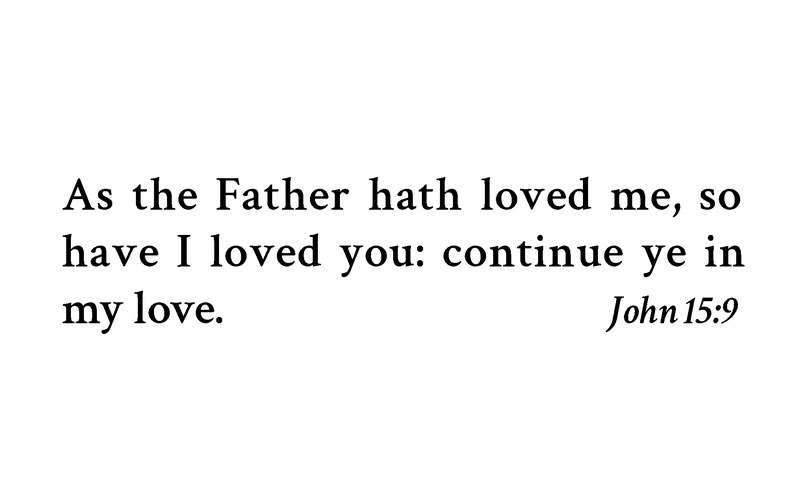 As the Father hath loved me, so
have I loved you: continue ye in
my love. John 15:9